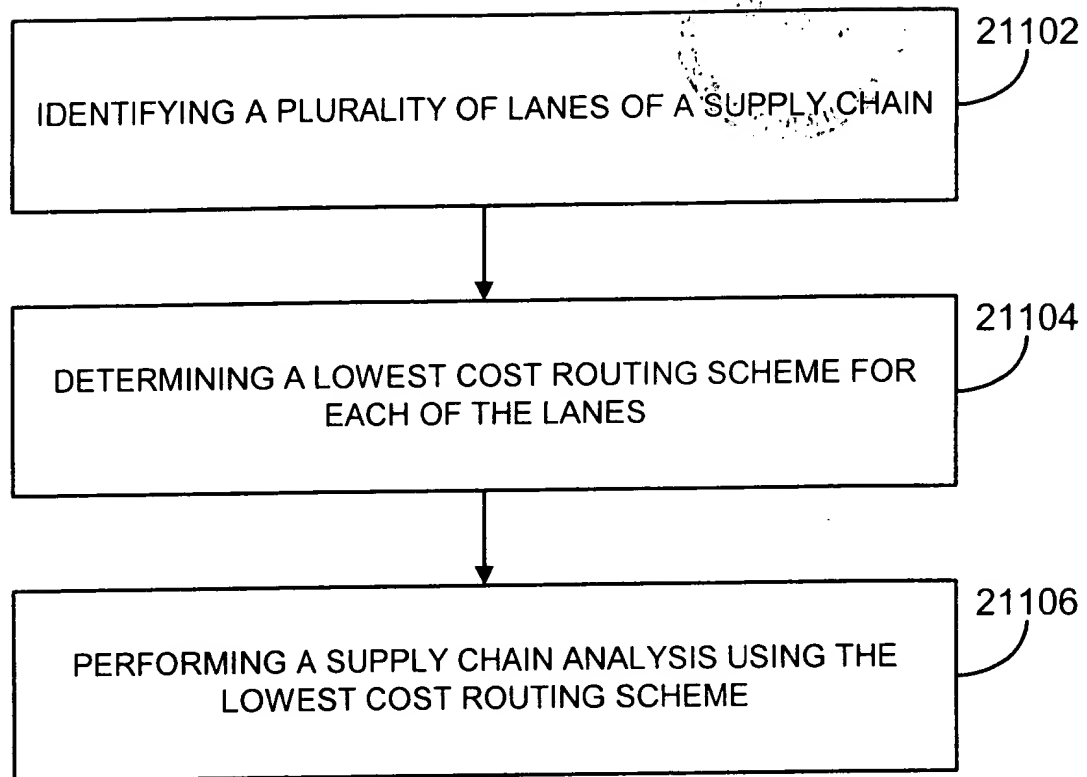 21102
IDENTIFYING A PLURALITY OF LANES OF A SUPPLY CHAIN
21104
DETERMINING A LOWEST COST ROUTING SCHEME FOR
EACH OF THE LANES
21106
PERFORMING A SUPPLY CHAIN ANALYSIS USING THE
LOWEST COST ROUTING SCHEME